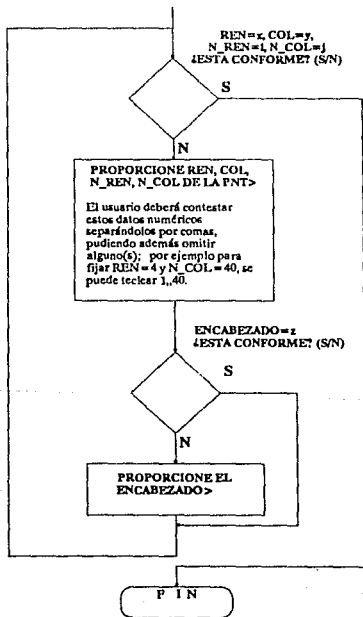 REN=x, COL=y,
N_REN=i, N_COL=j
¿ESTA CONFORME? (S/N)
S
N
PROPORCIONE REN, COL,
N_REN, N_COL DE LA PNT>
El usuario deberá contestar
estos datos numéricos
separándolos por comas,
pudiendo además omitir
alguno(s); por ejemplo para
fijar REN=4 y N_COL=40, se
puede teclear 1,,40.
ENCABEZADO=z
¿ESTA CONFORME? (S/N)
S
N
PROPORCIONE EL
ENCABEZADO>
F I N